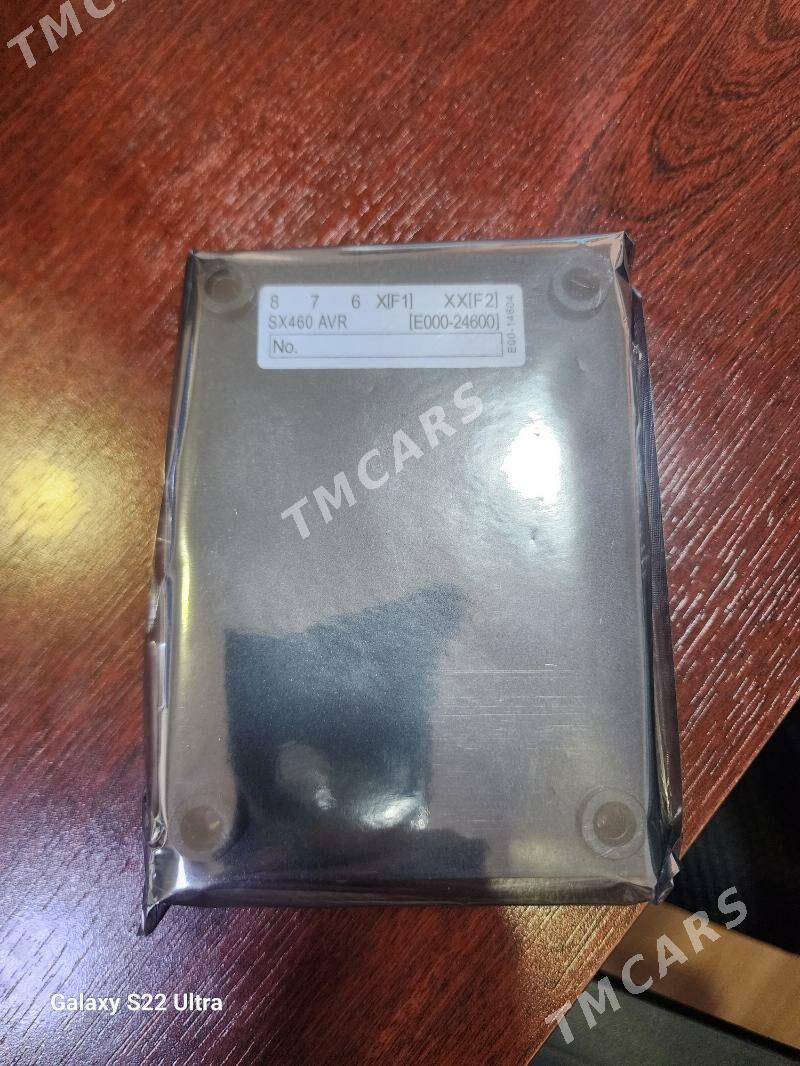 TMCARS
8 7 6 X[F1] XX[F2]
SX460 AVR [E000-24600]
No.
E00-14604
TMCARS
TMCARS
Galaxy S22 Ultra